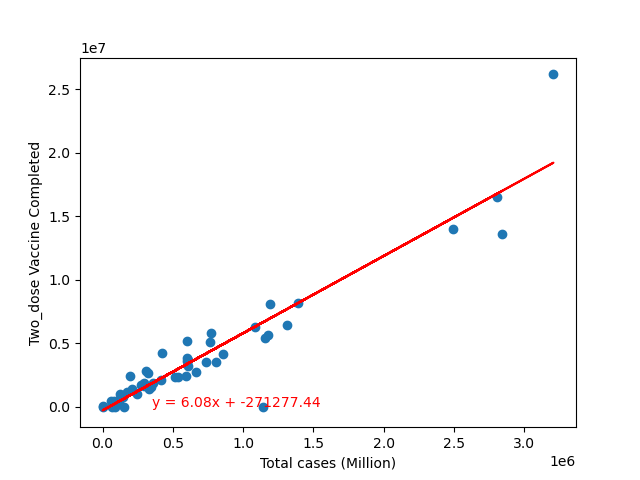 1e7
2.5
2.0
1.5
1.0
0.5
0.0
Two_dose Vaccine Completed
y = 6.08x + -271277.44
0.0 0.5 1.0 1.5 2.0 2.5 3.0
Total cases (Million)
1e6